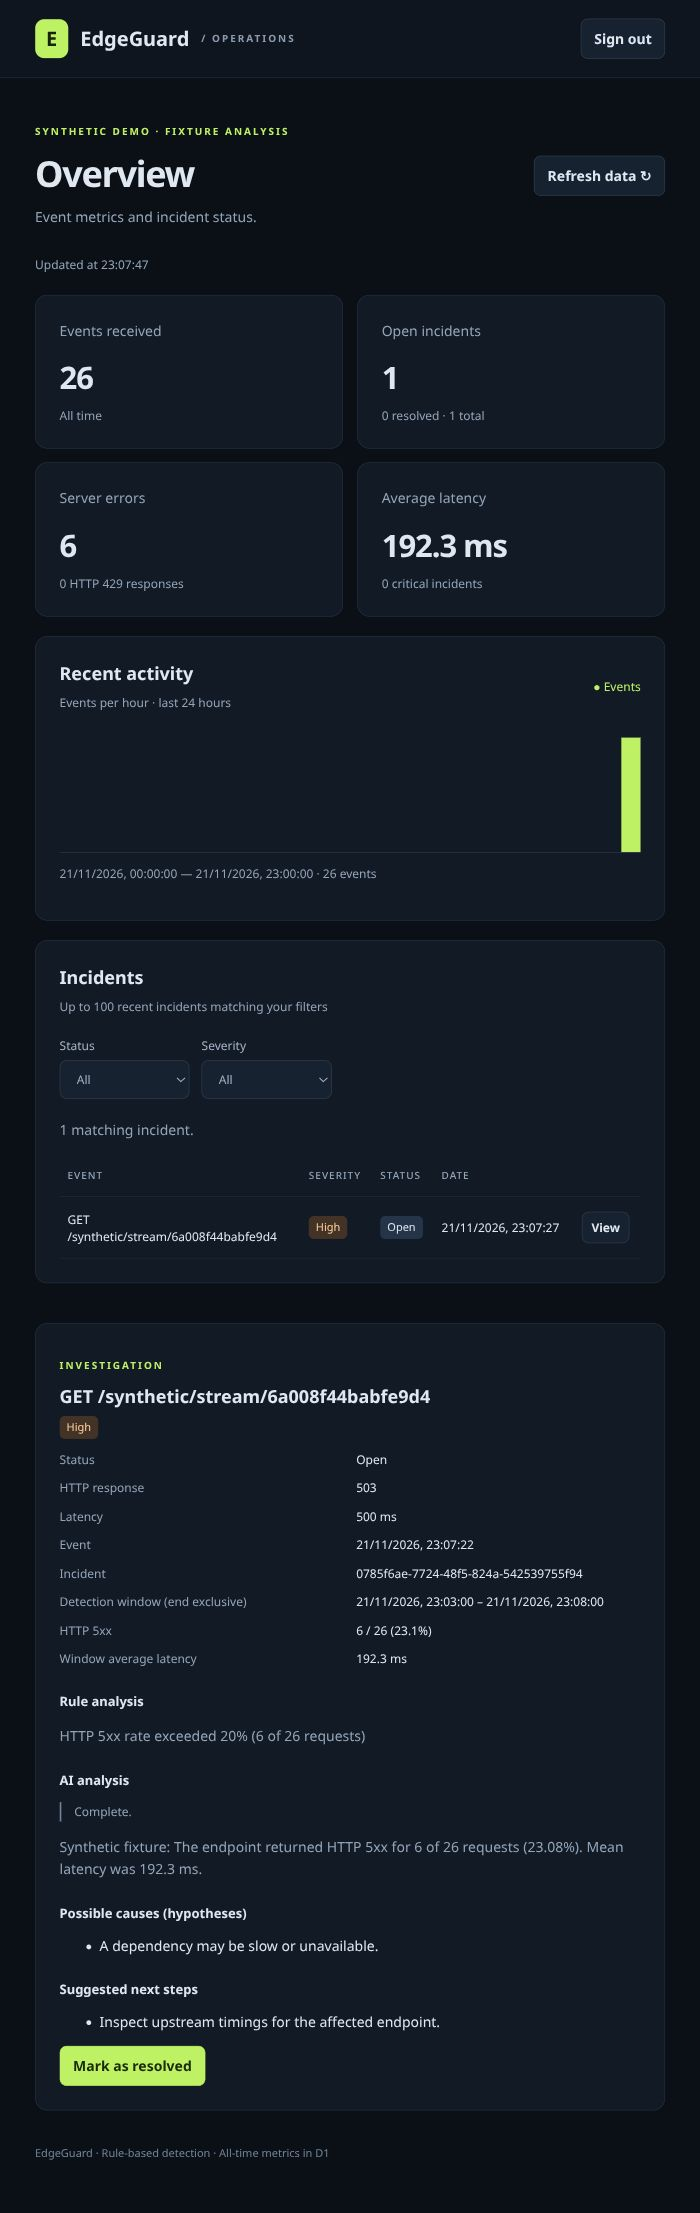 E EdgeGuard / OPERATIONS
Sign out
SYNTHETIC DEMO · FIXTURE ANALYSIS
Overview
Refresh data ↻
Event metrics and incident status.
Updated at 23:07:47
Events received
26
All time
Open incidents
1
0 resolved · 1 total
Server errors
6
0 HTTP 429 responses
Average latency
192.3 ms
0 critical incidents
Recent activity
Events per hour · last 24 hours
● Events
21/11/2026, 00:00:00 — 21/11/2026, 23:00:00 · 26 events
Incidents
Up to 100 recent incidents matching your filters
Status Severity
All All
1 matching incident.
EVENT SEVERITY STATUS DATE
GET
/synthetic/stream/6a008f44babfe9d4 High Open 21/11/2026, 23:07:27 View
INVESTIGATION
GET /synthetic/stream/6a008f44babfe9d4
High
Status Open
HTTP response 503
Latency 500 ms
Event 21/11/2026, 23:07:22
Incident 0785f6ae-7724-48f5-824a-542539755f94
Detection window (end exclusive) 21/11/2026, 23:03:00 – 21/11/2026, 23:08:00
HTTP 5xx 6 / 26 (23.1%)
Window average latency 192.3 ms
Rule analysis
HTTP 5xx rate exceeded 20% (6 of 26 requests)
AI analysis
Complete.
Synthetic fixture: The endpoint returned HTTP 5xx for 6 of 26 requests (23.08%). Mean
latency was 192.3 ms.
Possible causes (hypotheses)
• A dependency may be slow or unavailable.
Suggested next steps
• Inspect upstream timings for the affected endpoint.
Mark as resolved
EdgeGuard · Rule-based detection · All-time metrics in D1